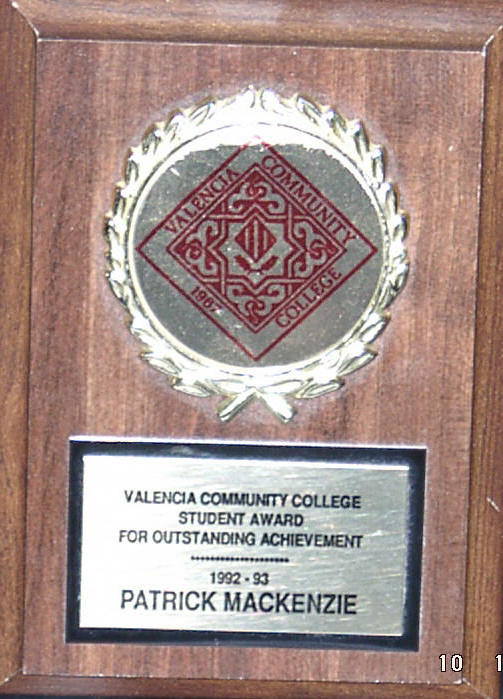 VALENCIA
COMMUNITY
COLLEGE
1967
VALENCIA COMMUNITY COLLEGE
STUDENT AWARD
FOR OUTSTANDING ACHIEVEMENT
1992 - 93
PATRICK MACKENZIE
10 1